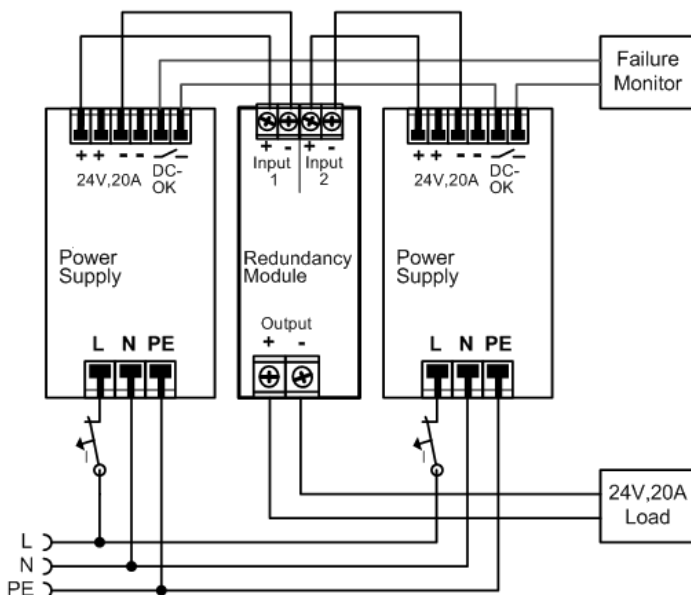 Failure
Monitor
+ + - -
24V,20A
DC-
OK
Power
Supply
L N PE
+ - + -
Input
1
Input
2
Redundancy
Module
Output
+ -
+ + - -
24V,20A
DC-
OK
Power
Supply
L N PE
I
I
24V,20A
Load
L
N
PE